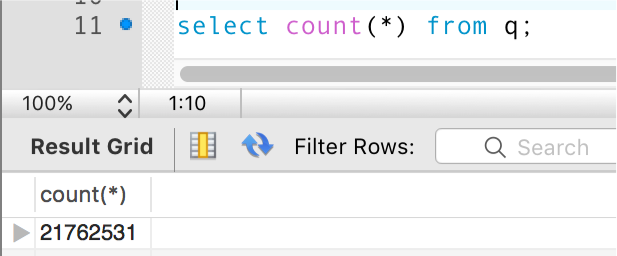 11 select count(*) from q;
100% 1:10
Result Grid Filter Rows: Search
count(*)
21762531